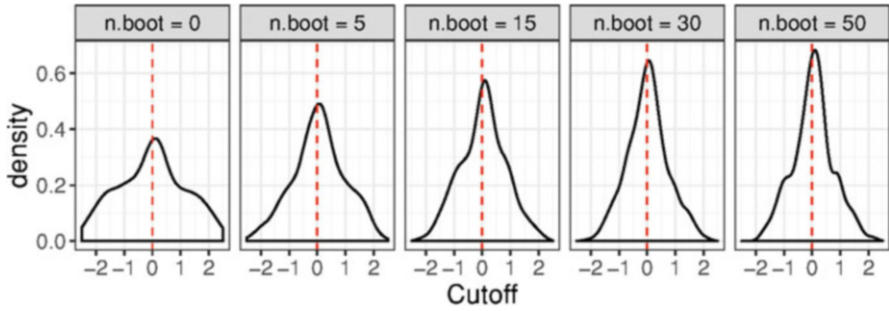 n.boot = 0 n.boot = 5 n.boot = 15 n.boot = 30 n.boot = 50
0.6
0.4
0.2
0.0
density
−2 −1 0 1 2 −2 −1 0 1 2 −2 −1 0 1 2 −2 −1 0 1 2 −2 −1 0 1 2
Cutoff